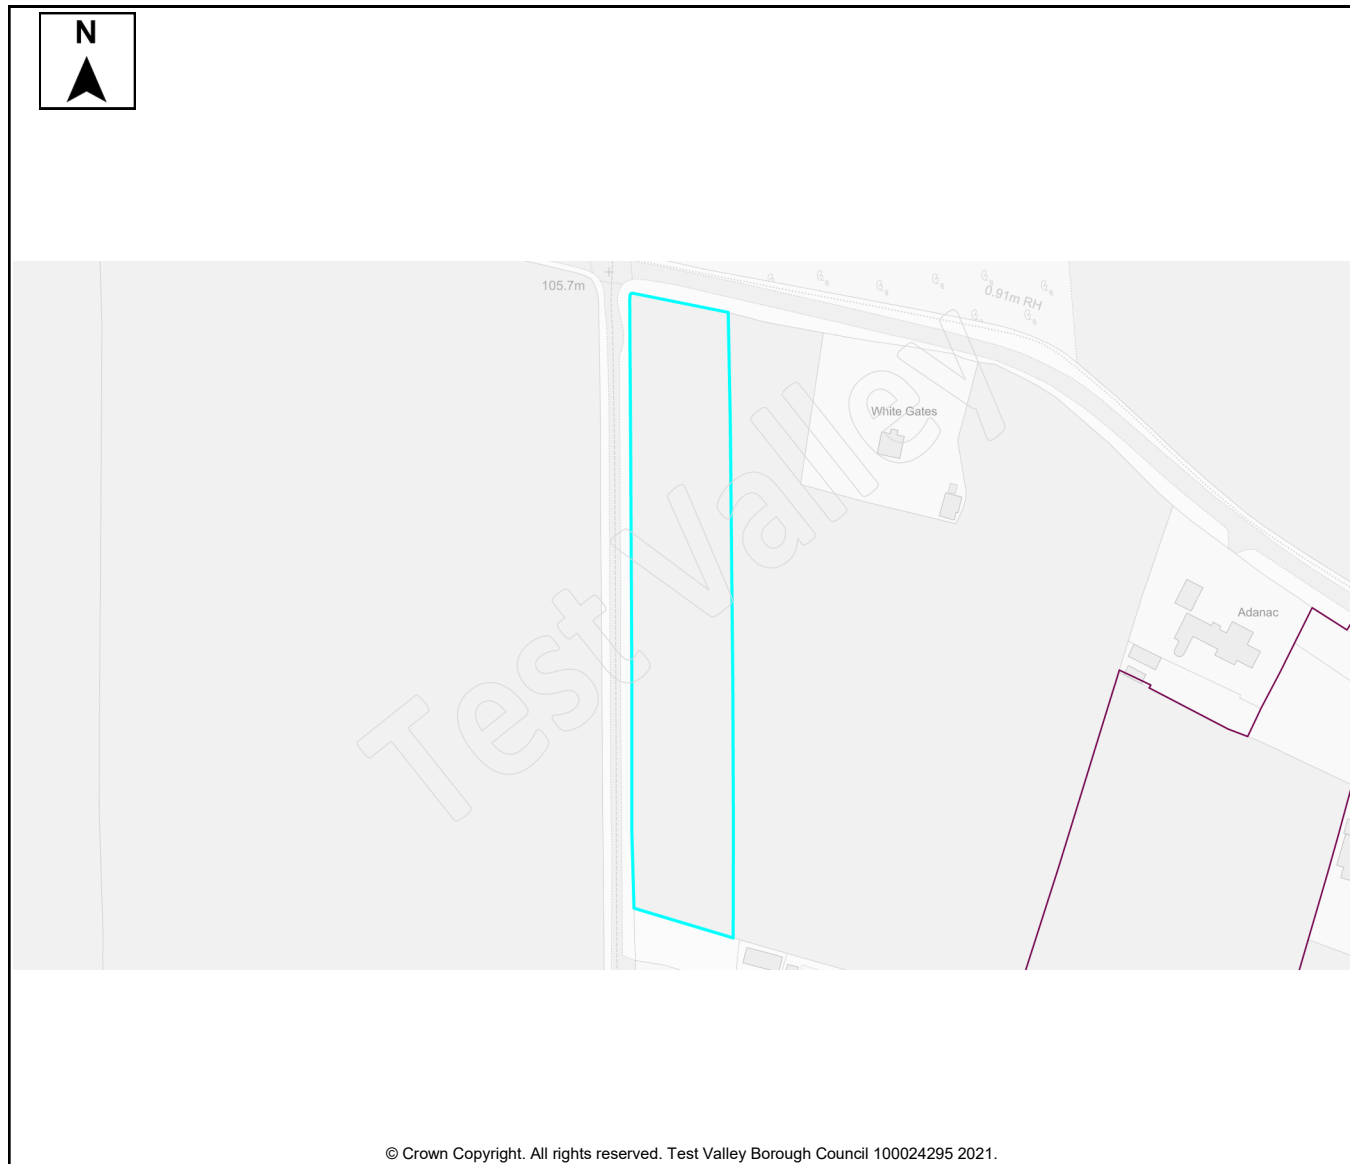 N
105.7m
0.91m RH
White Gates
Test Valley
Adanac
© Crown Copyright. All rights reserved. Test Valley Borough Council 100024295 2021.